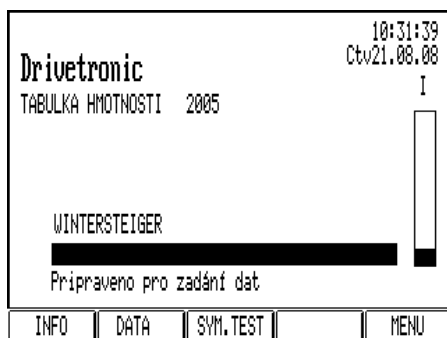 10:31:39
Drivetronic
Ctv21.08.08
TABULKA HMOTNOSTI 2005
I
WINTERSTEIGER
Pripraveno pro zadání dat
INFO DATA SYM.TEST MENU